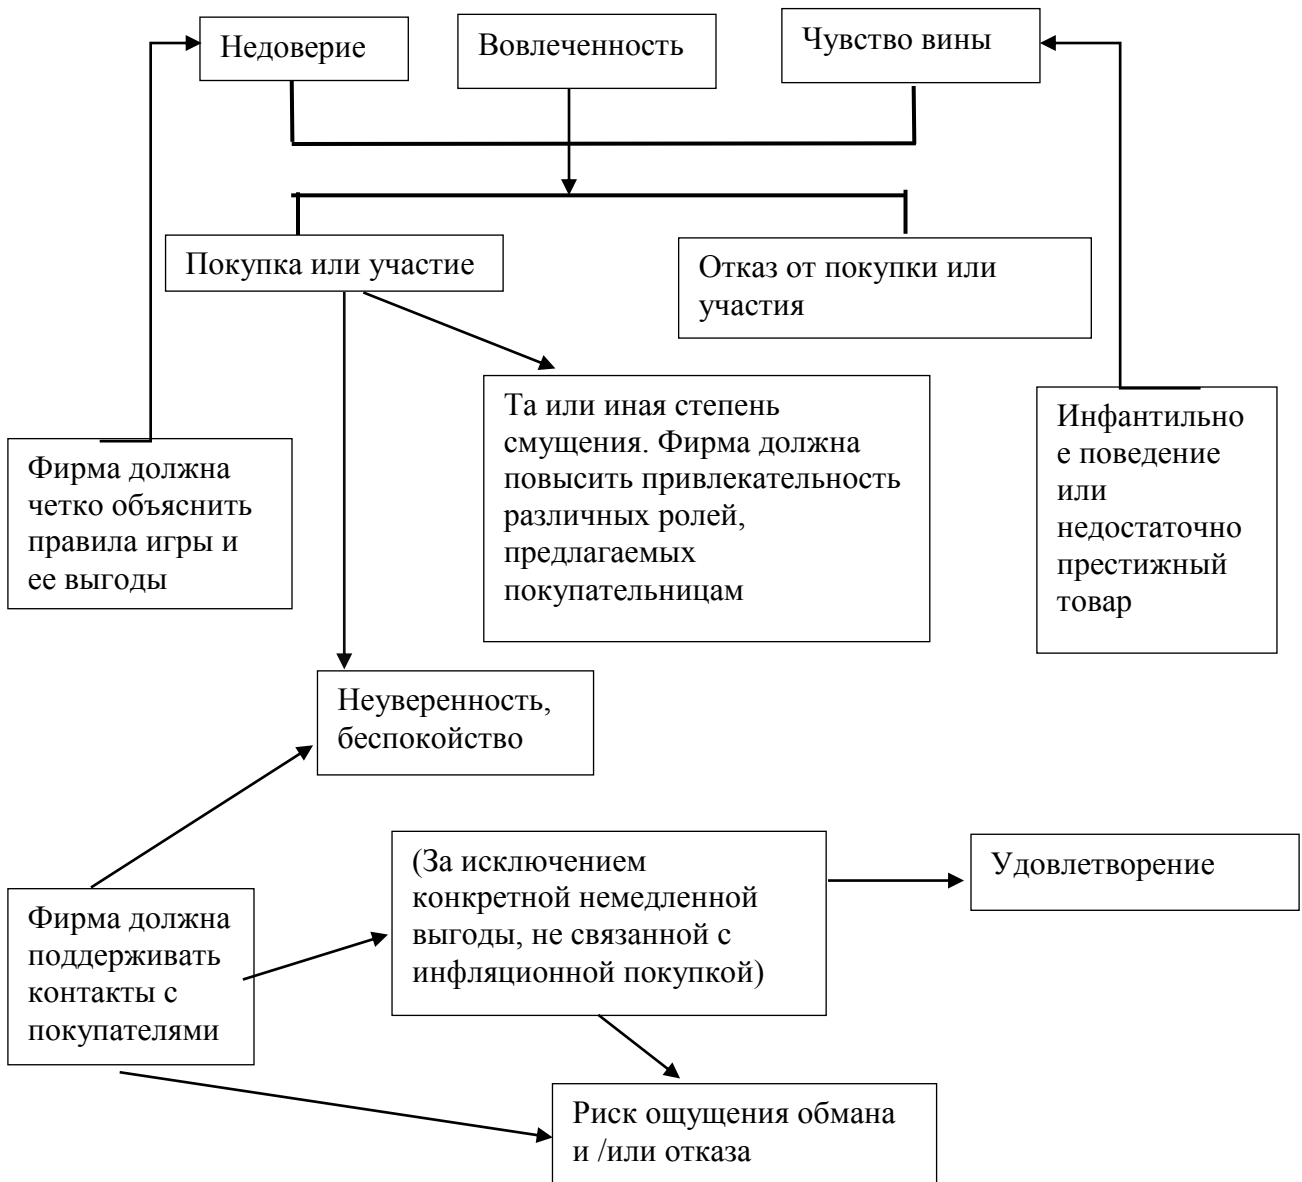 Недоверие
Вовлеченность
Чувство вины
Покупка или участие
Отказ от покупки или
участия
Фирма должна
четко объяснить
правила игры и
ее выгоды
Та или иная степень
смущения. Фирма должна
повысить привлекательность
различных ролей,
предлагаемых
покупательницам
Инфантильно
е поведение
или
недостаточно
престижный
товар
Неуверенность,
беспокойство
Фирма должна
поддерживать
контакты с
покупателями
(За исключением
конкретной немедленной
выгоды, не связанной с
инфляционной покупкой)
Удовлетворение
Риск ощущения обмана
и /или отказа